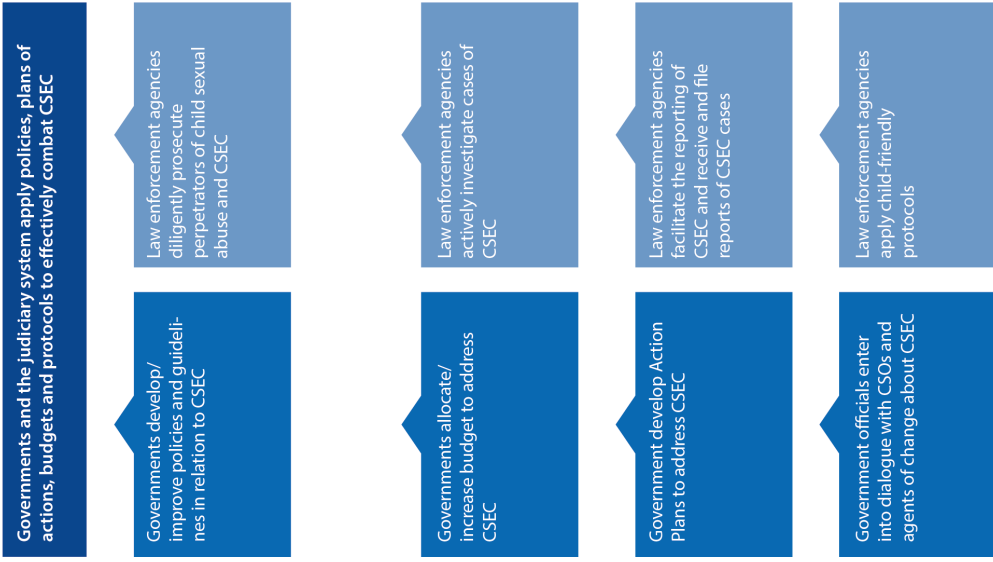 Governments and the judiciary system apply policies, plans of
actions, budgets and protocols to effectively combat CSEC
Governments develop/
improve policies and guideli-
nes in relation to CSEC
Law enforcement agencies
diligently prosecute
perpetrators of child sexual
abuse and CSEC
Governments allocate/
increase budget to address
CSEC
Law enforcement agencies
actively investigate cases of
CSEC
Government develop Action
Plans to address CSEC
Law enforcement agencies
facilitate the reporting of
CSEC and receive and file
reports of CSEC cases
Government officials enter
into dialogue with CSOs and
agents of change about CSEC
Law enforcement agencies
apply child-friendly
protocols